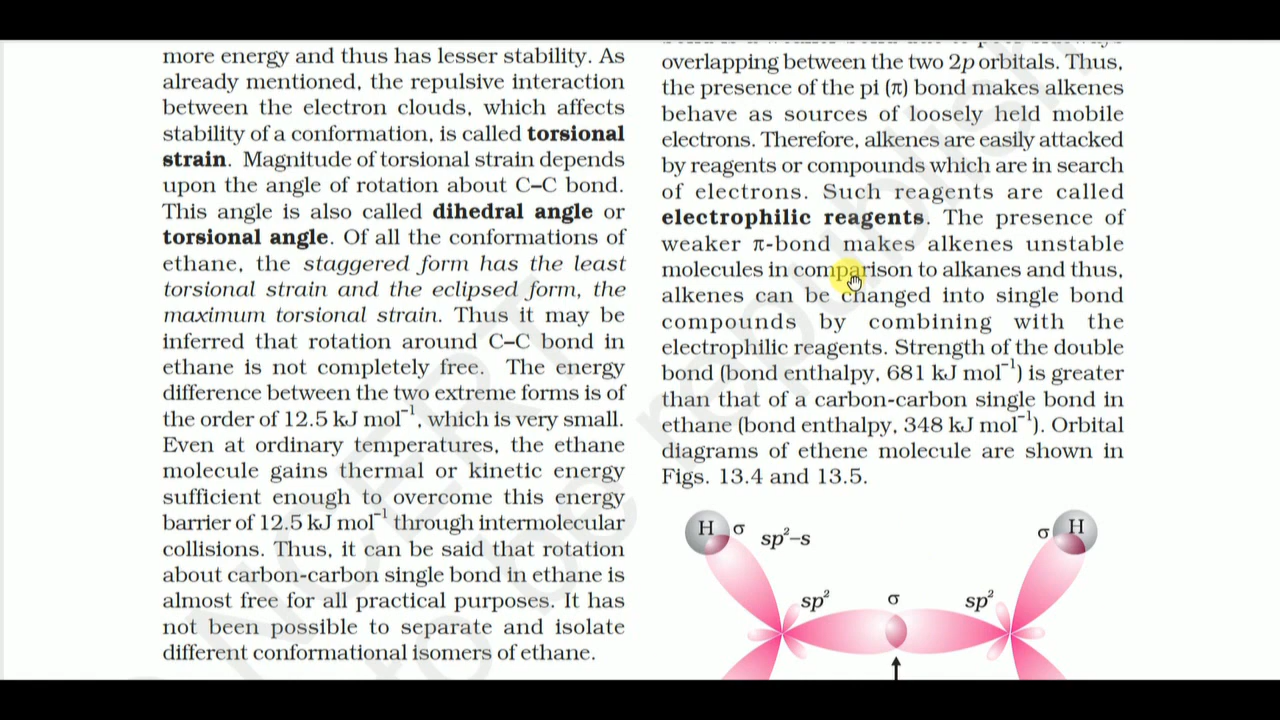 more energy and thus has lesser stability. As
already mentioned, the repulsive interaction
between the electron clouds, which affects
stability of a conformation, is called torsional
strain. Magnitude of torsional strain depends
upon the angle of rotation about C–C bond.
This angle is also called dihedral angle or
torsional angle. Of all the conformations of
ethane, the staggered form has the least
torsional strain and the eclipsed form, the
maximum torsional strain. Thus it may be
inferred that rotation around C–C bond in
ethane is not completely free. The energy
difference between the two extreme forms is of
the order of 12.5 kJ mol⁻¹, which is very small.
Even at ordinary temperatures, the ethane
molecule gains thermal or kinetic energy
sufficient enough to overcome this energy
barrier of 12.5 kJ mol⁻¹ through intermolecular
collisions. Thus, it can be said that rotation
about carbon-carbon single bond in ethane is
almost free for all practical purposes. It has
not been possible to separate and isolate
different conformational isomers of ethane.
overlapping between the two 2p orbitals. Thus,
the presence of the pi (π) bond makes alkenes
behave as sources of loosely held mobile
electrons. Therefore, alkenes are easily attacked
by reagents or compounds which are in search
of electrons. Such reagents are called
electrophilic reagents. The presence of
weaker π-bond makes alkenes unstable
molecules in comparison to alkanes and thus,
alkenes can be changed into single bond
compounds by combining with the
electrophilic reagents. Strength of the double
bond (bond enthalpy, 681 kJ mol⁻¹) is greater
than that of a carbon-carbon single bond in
ethane (bond enthalpy, 348 kJ mol⁻¹). Orbital
diagrams of ethene molecule are shown in
Figs. 13.4 and 13.5.
H σ sp²–s σ H
sp² σ sp²
NCERT
be republish